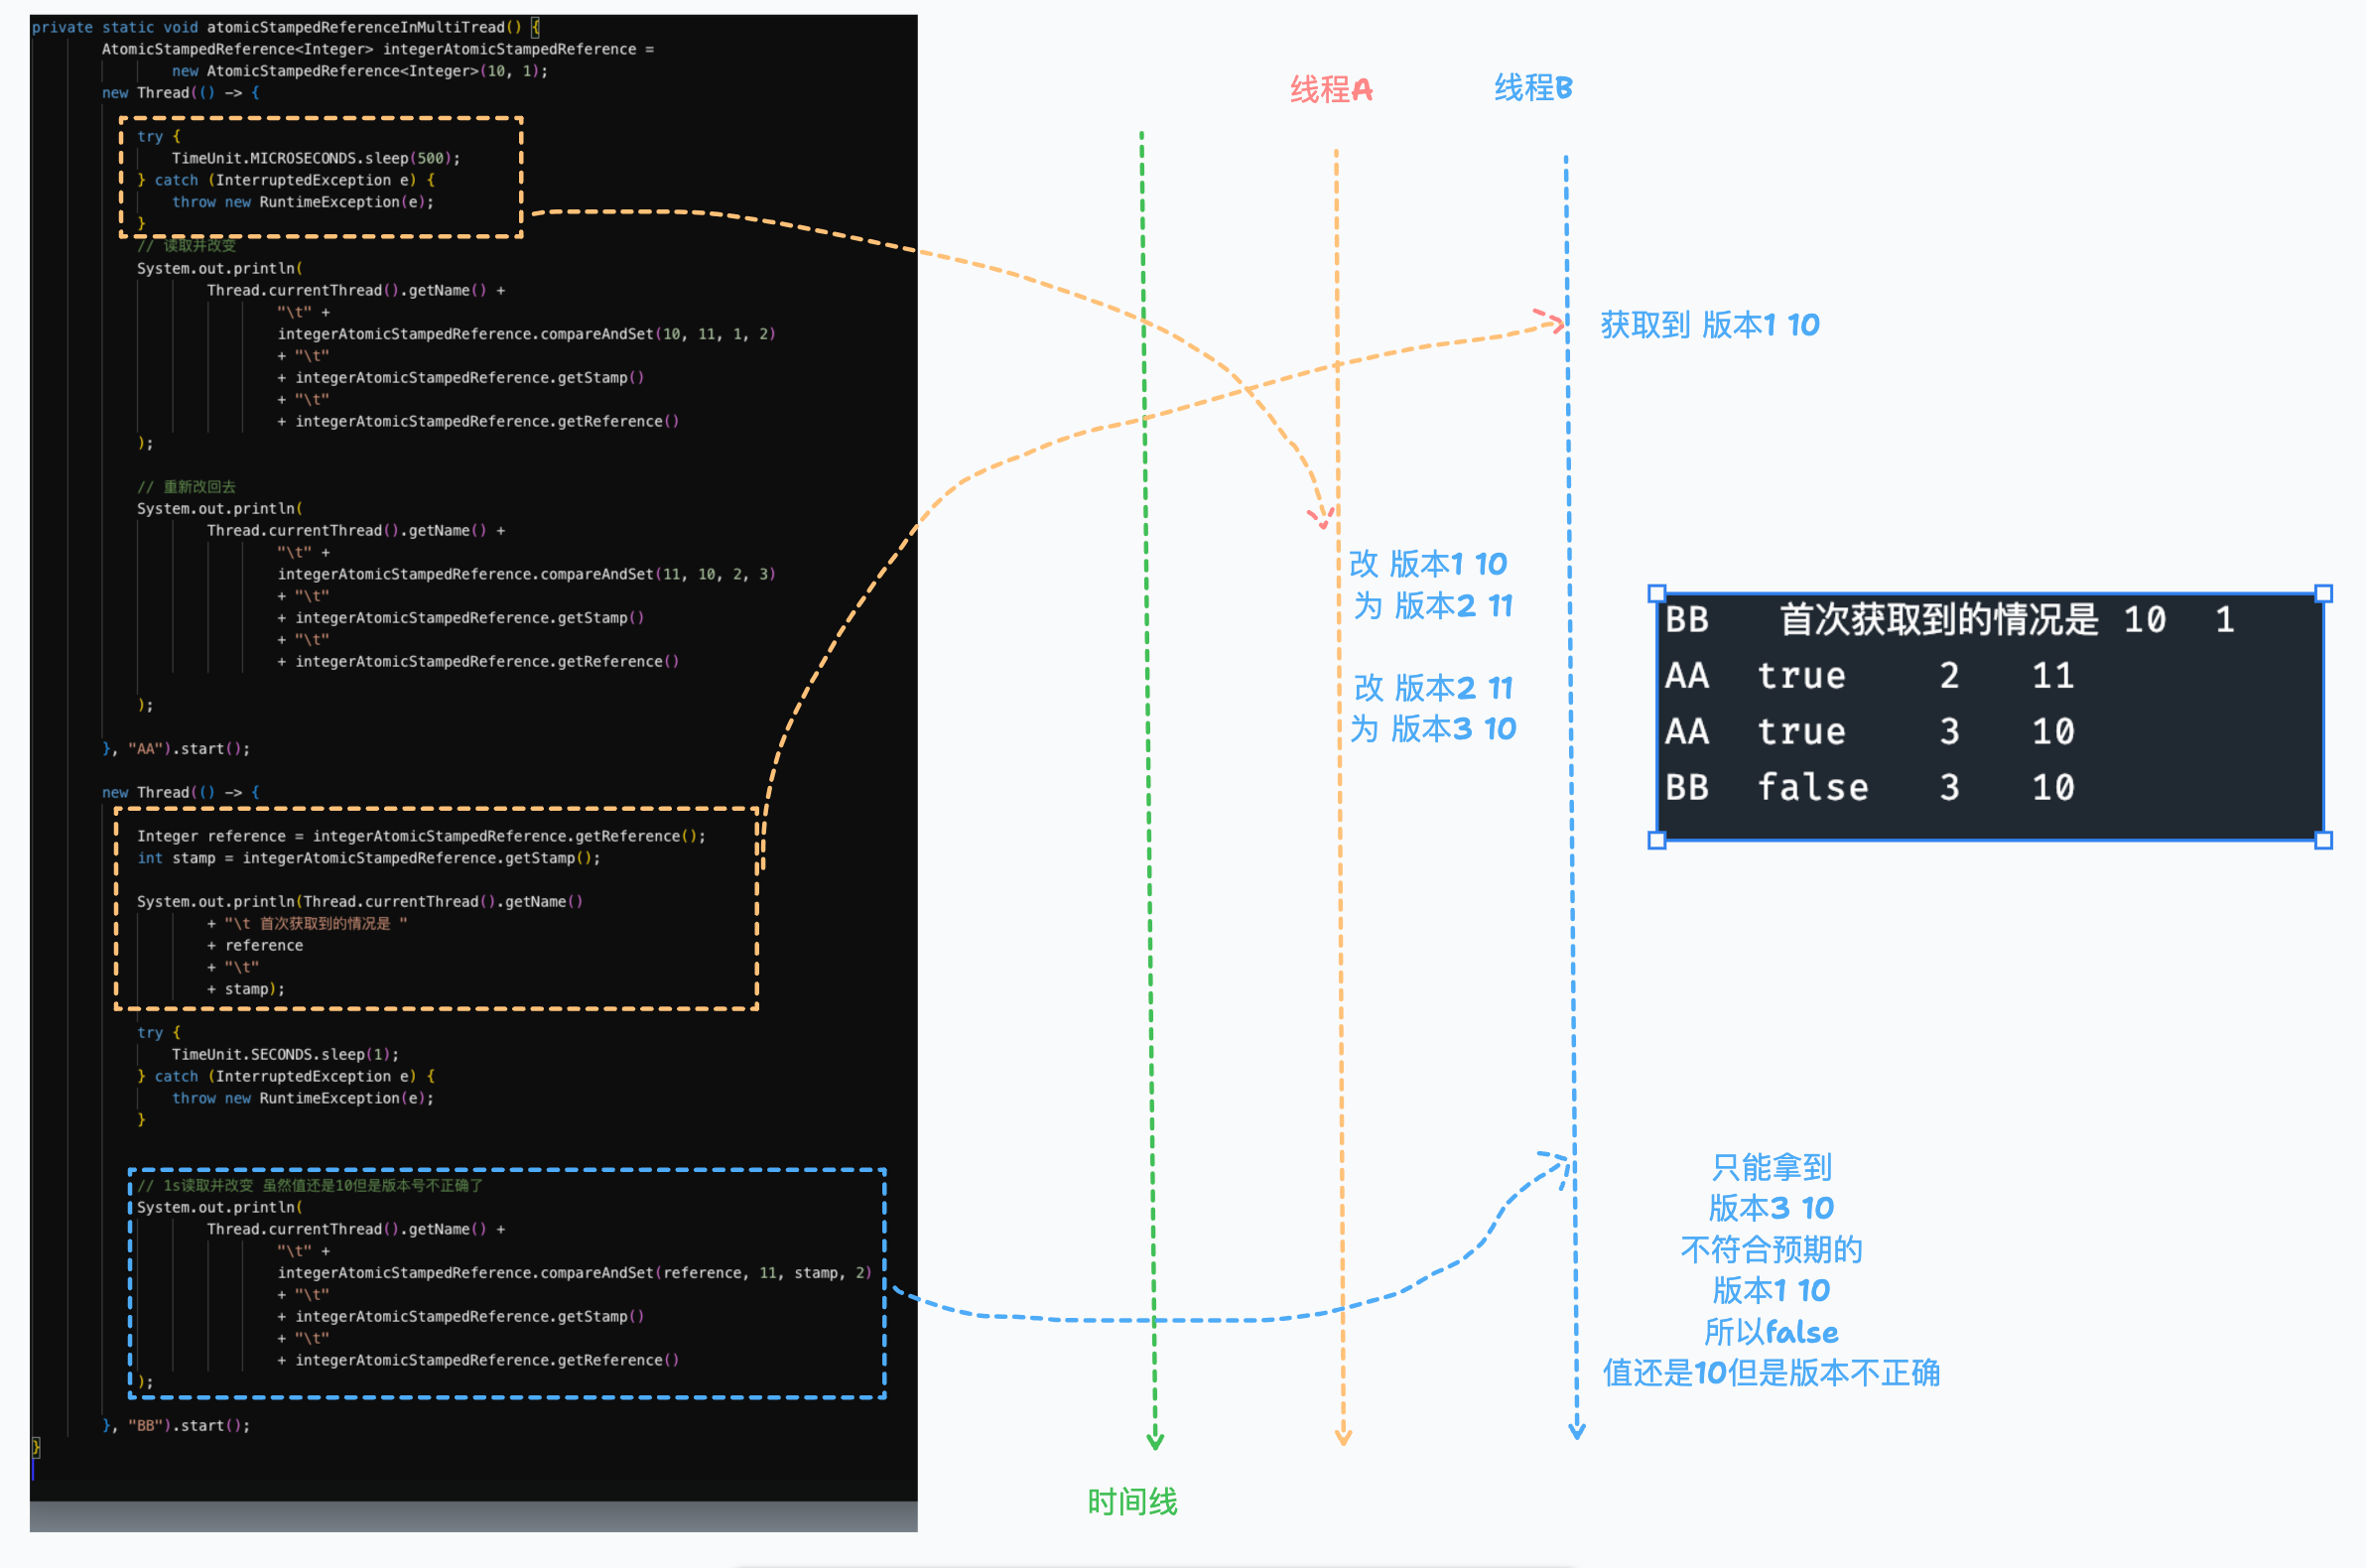 private static void atomicStampedReferenceInMultiTread() {
AtomicStampedReference<Integer> integerAtomicStampedReference =
new AtomicStampedReference<Integer>(10, 1);
new Thread(() -> {
try {
TimeUnit.MICROSECONDS.sleep(500);
} catch (InterruptedException e) {
throw new RuntimeException(e);
}
// 读取并改变
System.out.println(
Thread.currentThread().getName() +
"\t" +
integerAtomicStampedReference.compareAndSet(10, 11, 1, 2)
+ "\t"
+ integerAtomicStampedReference.getStamp()
+ "\t"
+ integerAtomicStampedReference.getReference()
);
// 重新改回去
System.out.println(
Thread.currentThread().getName() +
"\t" +
integerAtomicStampedReference.compareAndSet(11, 10, 2, 3)
+ "\t"
+ integerAtomicStampedReference.getStamp()
+ "\t"
+ integerAtomicStampedReference.getReference()
);
}, "AA").start();
new Thread(() -> {
Integer reference = integerAtomicStampedReference.getReference();
int stamp = integerAtomicStampedReference.getStamp();
System.out.println(Thread.currentThread().getName()
+ "\t 首次获取到的情况是 "
+ reference
+ "\t"
+ stamp);
try {
TimeUnit.SECONDS.sleep(1);
} catch (InterruptedException e) {
throw new RuntimeException(e);
}
// 1s读取并改变 虽然值还是10但是版本号不正确了
System.out.println(
Thread.currentThread().getName() +
"\t" +
integerAtomicStampedReference.compareAndSet(reference, 11, stamp, 2)
+ "\t"
+ integerAtomicStampedReference.getStamp()
+ "\t"
+ integerAtomicStampedReference.getReference()
);
}, "BB").start();
}
线程A
线程B
获取到 版本1 10
改 版本1 10
为 版本2 11
改 版本2 11
为 版本3 10
BB 首次获取到的情况是 10 1
AA true 2 11
AA true 3 10
BB false 3 10
只能拿到
版本3 10
不符合预期的
版本1 10
所以false
值还是10但是版本不正确
时间线